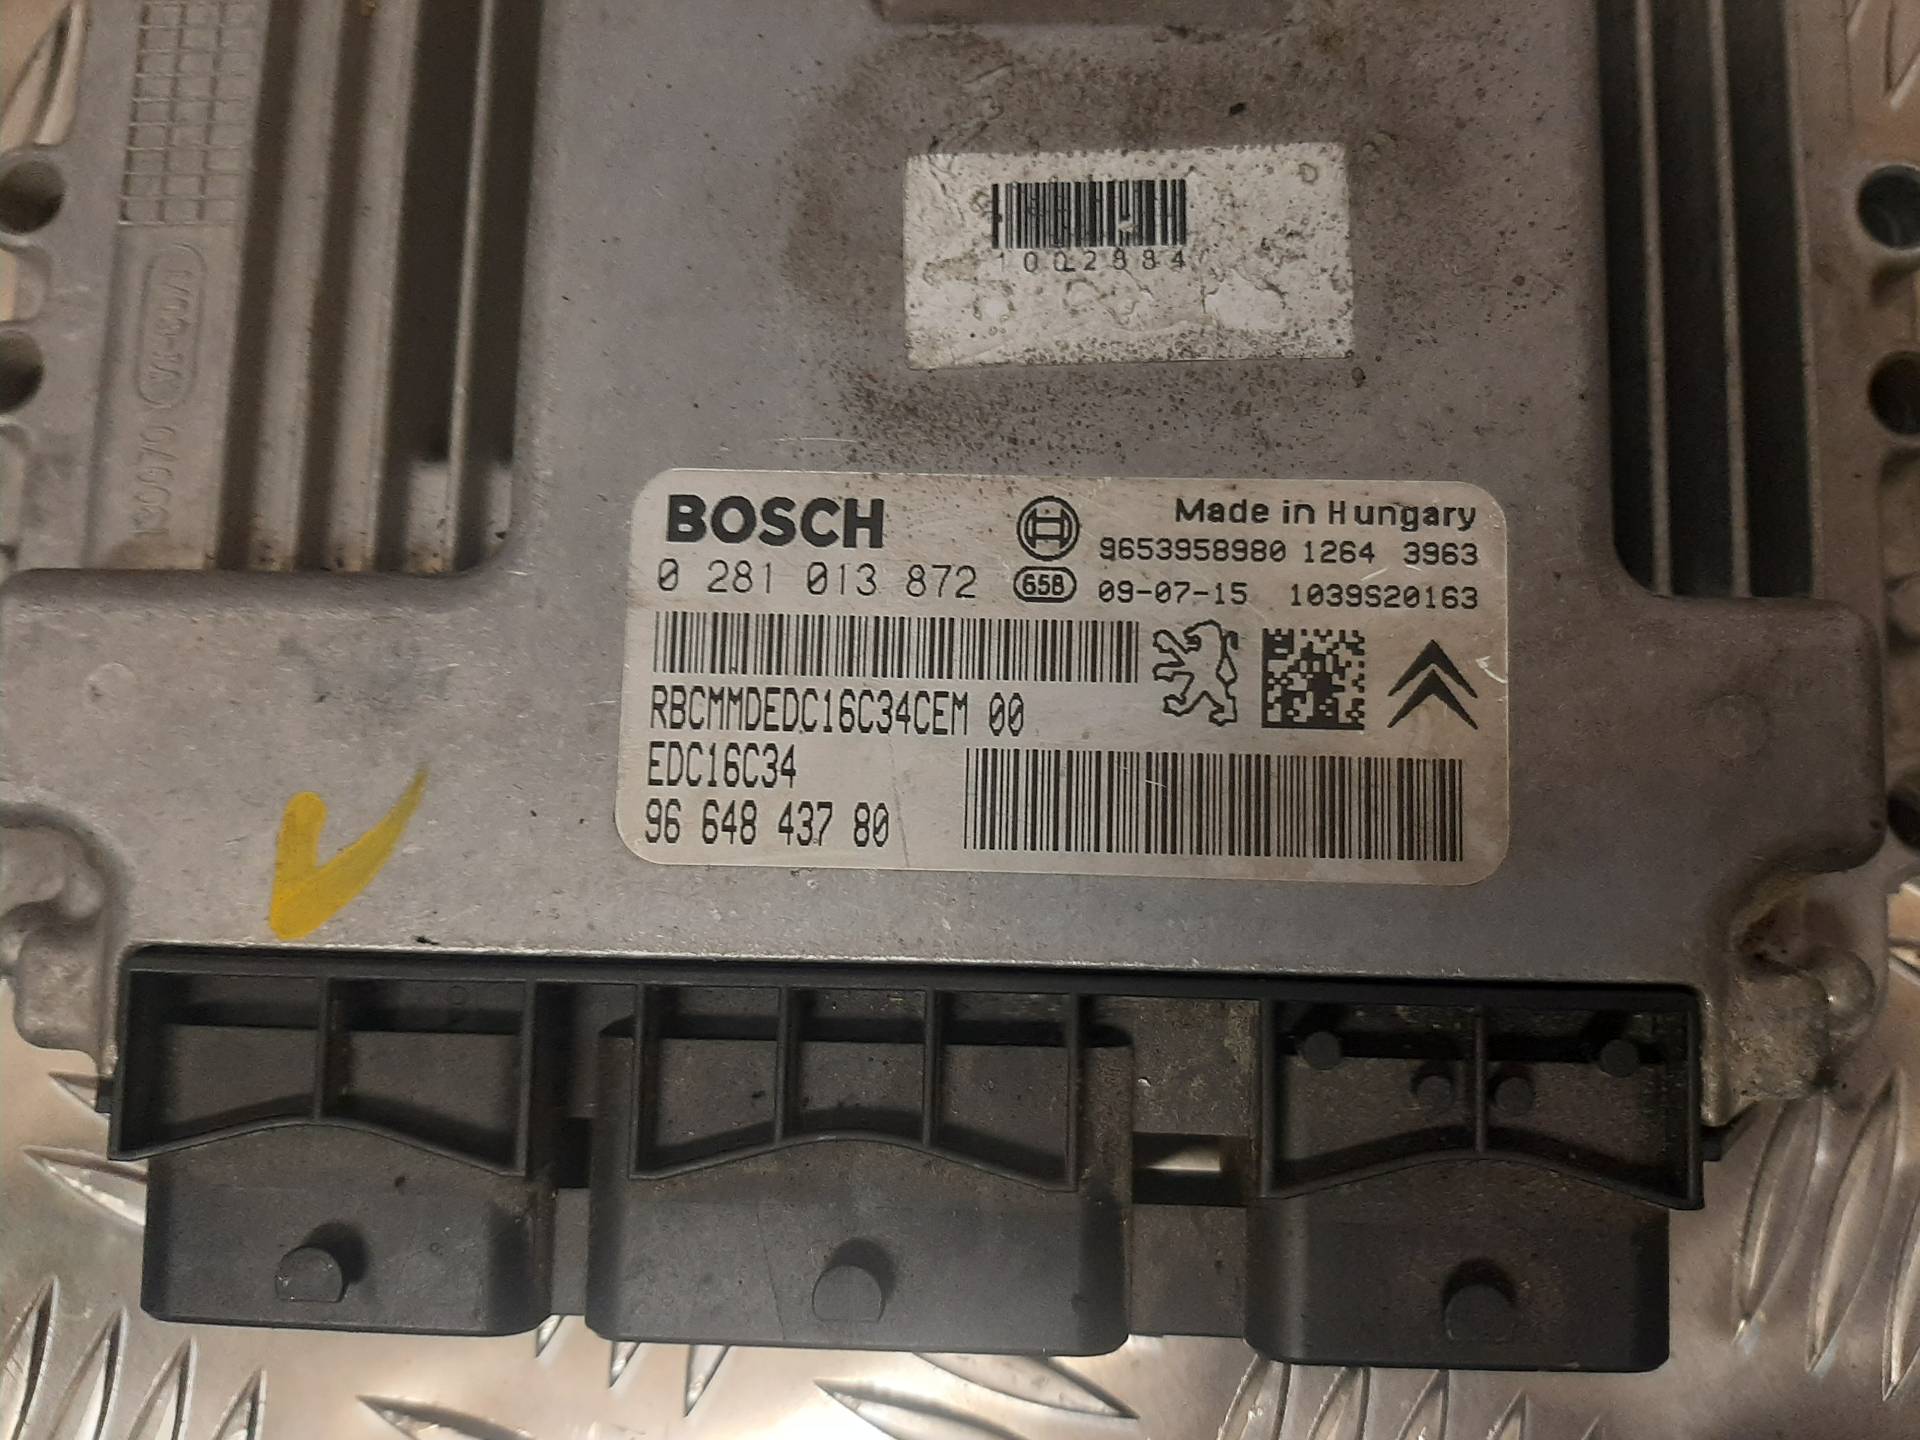 1002884
BOSCH
Made in Hungary
9653958980 1264 3963
0 281 013 872
658
09-07-15 1039S20163
RBCMMDEDC16C34CEM 00
EDC16C34
96 648 437 80